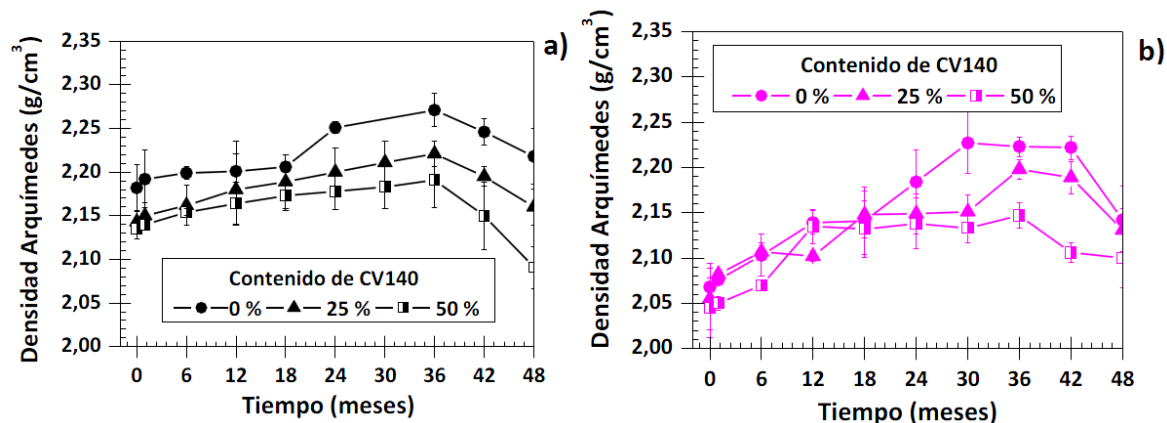 a)
Densidad Arquímedes (g/cm³)
2,35
2,30
2,25
2,20
2,15
2,10
2,05
2,00
Contenido de CV140
0 % 25 % 50 %
0 6 12 18 24 30 36 42 48
Tiempo (meses)
b)
Densidad Arquímedes (g/cm³)
2,35
2,30
2,25
2,20
2,15
2,10
2,05
2,00
Contenido de CV140
0 % 25 % 50 %
0 6 12 18 24 30 36 42 48
Tiempo (meses)